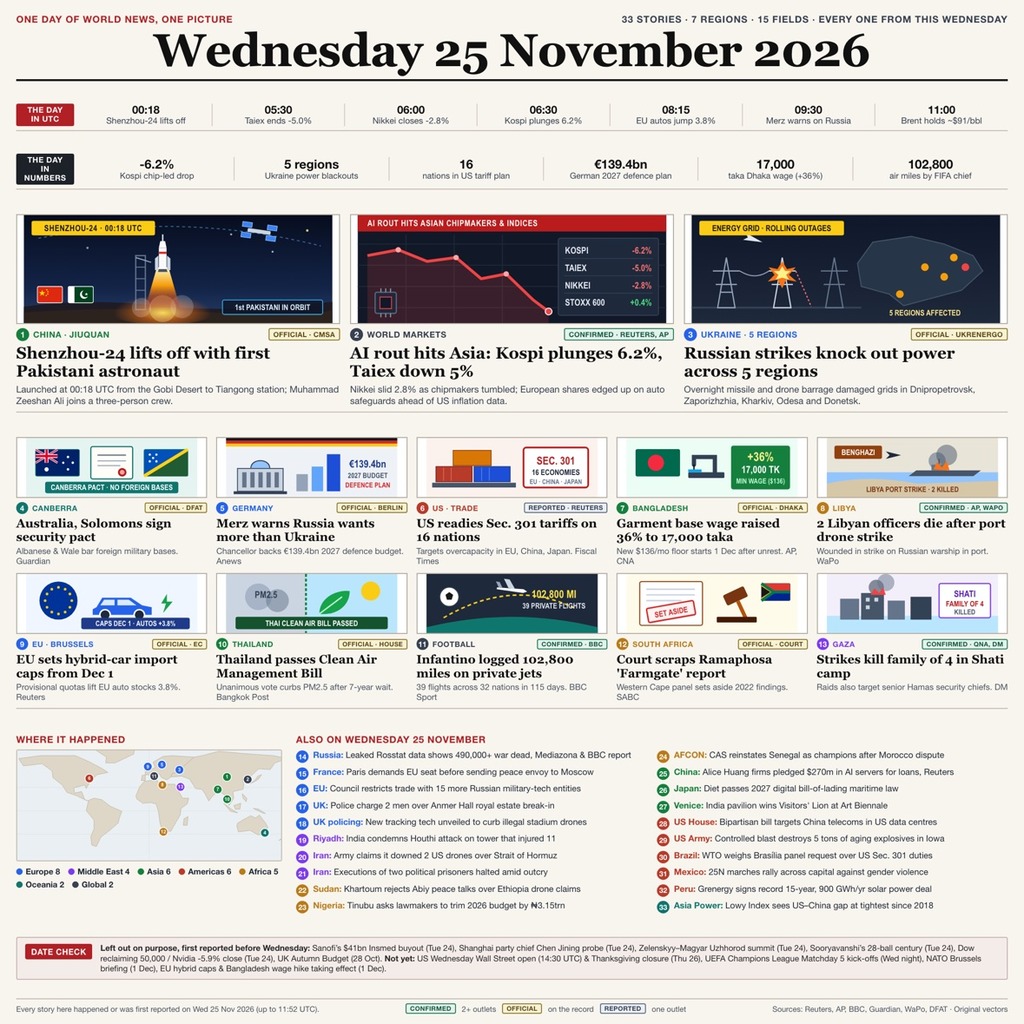 ONE DAY OF WORLD NEWS, ONE PICTURE
33 STORIES · 7 REGIONS · 15 FIELDS · EVERY ONE FROM THIS WEDNESDAY
Wednesday 25 November 2026
THE DAY
IN UTC
00:18
Shenzhou-24 lifts off
05:30
Taiex ends -5.0%
06:00
Nikkei closes -2.8%
06:30
Kospi plunges 6.2%
08:15
EU autos jump 3.8%
09:30
Merz warns on Russia
11:00
Brent holds ~$91/bbl
THE DAY
IN
NUMBERS
-6.2%
Kospi chip-led drop
5 regions
Ukraine power blackouts
16
nations in US tariff plan
€139.4bn
German 2027 defence plan
17,000
taka Dhaka wage (+36%)
102,800
air miles by FIFA chief
SHENZHOU-24 · 00:18 UTC
1st PAKISTANI IN ORBIT
1 CHINA · JIUQUAN
OFFICIAL · CMSA
Shenzhou-24 lifts off with first
Pakistani astronaut
Launched at 00:18 UTC from the Gobi Desert to Tiangong station; Muhammad
Zeeshan Ali joins a three-person crew.
AI ROUT HITS ASIAN CHIPMAKERS & INDICES
KOSPI -6.2%
TAIEX -5.0%
NIKKEI -2.8%
STOXX 600 +0.4%
2 WORLD MARKETS
CONFIRMED · REUTERS, AP
AI rout hits Asia: Kospi plunges 6.2%,
Taiex down 5%
Nikkei slid 2.8% as chipmakers tumbled; European shares edged up on auto
safeguards ahead of US inflation data.
ENERGY GRID · ROLLING OUTAGES
5 REGIONS AFFECTED
3 UKRAINE · 5 REGIONS
OFFICIAL · UKRENERGO
Russian strikes knock out power
across 5 regions
Overnight missile and drone barrage damaged grids in Dnipropetrovsk,
Zaporizhzhia, Kharkiv, Odesa and Donetsk.
CANBERRA PACT · NO FOREIGN BASES
4 CANBERRA
OFFICIAL · DFAT
Australia, Solomons sign
security pact
Albanese & Wale bar foreign military bases.
Guardian
€139.4bn
2027 BUDGET
DEFENCE PLAN
5 GERMANY
OFFICIAL · BERLIN
Merz warns Russia wants
more than Ukraine
Chancellor backs €139.4bn 2027 defence budget.
Anews
SEC. 301
16 ECONOMIES
EU · CHINA · JAPAN
6 US · TRADE
REPORTED · REUTERS
US readies Sec. 301 tariffs on
16 nations
Targets overcapacity in EU, China, Japan. Fiscal
Times
+36%
17,000 TK
MIN WAGE ($136)
7 BANGLADESH
OFFICIAL · DHAKA
Garment base wage raised
36% to 17,000 taka
New $136/mo floor starts 1 Dec after unrest. AP,
CNA
BENGHAZI
LIBYA PORT STRIKE · 2 KILLED
8 LIBYA
CONFIRMED · AP, WAPO
2 Libyan officers die after port
drone strike
Wounded in strike on Russian warship in port.
WaPo
CAPS DEC 1 · AUTOS +3.8%
9 EU · BRUSSELS
OFFICIAL · EC
EU sets hybrid-car import
caps from Dec 1
Provisional quotas lift EU auto stocks 3.8%.
Reuters
PM2.5
THAI CLEAN AIR BILL PASSED
10 THAILAND
OFFICIAL · HOUSE
Thailand passes Clean Air
Management Bill
Unanimous vote curbs PM2.5 after 7-year wait.
Bangkok Post
102,800 MI
39 PRIVATE FLIGHTS
11 FOOTBALL
CONFIRMED · BBC
Infantino logged 102,800
miles on private jets
39 flights across 32 nations in 115 days. BBC
Sport
SET ASIDE
12 SOUTH AFRICA
OFFICIAL · COURT
Court scraps Ramaphosa
'Farmgate' report
Western Cape panel sets aside 2022 findings.
SABC
SHATI
FAMILY OF 4
KILLED
13 GAZA
CONFIRMED · QNA, DM
Strikes kill family of 4 in Shati
camp
Raids also target senior Hamas security chiefs. DM
WHERE IT HAPPENED
6
9
5
3
11
8
13
1
2
7
10
12
4
Europe 8 Middle East 4 Asia 6 Americas 6 Africa 5
Oceania 2 Global 2
ALSO ON WEDNESDAY 25 NOVEMBER
14 Russia: Leaked Rosstat data shows 490,000+ war dead, Mediazona & BBC report
15 France: Paris demands EU seat before sending peace envoy to Moscow
16 EU: Council restricts trade with 15 more Russian military-tech entities
17 UK: Police charge 2 men over Anmer Hall royal estate break-in
18 UK policing: New tracking tech unveiled to curb illegal stadium drones
19 Riyadh: India condemns Houthi attack on tower that injured 11
20 Iran: Army claims it downed 2 US drones over Strait of Hormuz
21 Iran: Executions of two political prisoners halted amid outcry
22 Sudan: Khartoum rejects Abiy peace talks over Ethiopia drone claims
23 Nigeria: Tinubu asks lawmakers to trim 2026 budget by ₦3.15trn
24 AFCON: CAS reinstates Senegal as champions after Morocco dispute
25 China: Alice Huang firms pledged $270m in AI servers for loans, Reuters
26 Japan: Diet passes 2027 digital bill-of-lading maritime law
27 Venice: India pavilion wins Visitors' Lion at Art Biennale
28 US House: Bipartisan bill targets China telecoms in US data centres
29 US Army: Controlled blast destroys 5 tons of aging explosives in Iowa
30 Brazil: WTO weighs Brasília panel request over US Sec. 301 duties
31 Mexico: 25N marches rally across capital against gender violence
32 Peru: Grenergy signs record 15-year, 900 GWh/yr solar power deal
33 Asia Power: Lowy Index sees US–China gap at tightest since 2018
DATE CHECK
Left out on purpose, first reported before Wednesday: Sanofi's $41bn Insmed buyout (Tue 24), Shanghai party chief Chen Jining probe (Tue 24), Zelenskyy–Magyar Uzhhorod summit (Tue 24), Sooryavanshi's 28-ball century (Tue 24), Dow
reclaiming 50,000 / Nvidia -5.9% close (Tue 24), UK Autumn Budget (28 Oct). Not yet: US Wednesday Wall Street open (14:30 UTC) & Thanksgiving closure (Thu 26), UEFA Champions League Matchday 5 kick-offs (Wed night), NATO Brussels
briefing (1 Dec), EU hybrid caps & Bangladesh wage hike taking effect (1 Dec).
Every story here happened or was first reported on Wed 25 Nov 2026 (up to 11:52 UTC).
CONFIRMED 2+ outlets OFFICIAL on the record REPORTED one outlet
Sources: Reuters, AP, BBC, Guardian, WaPo, DFAT · Original vectors